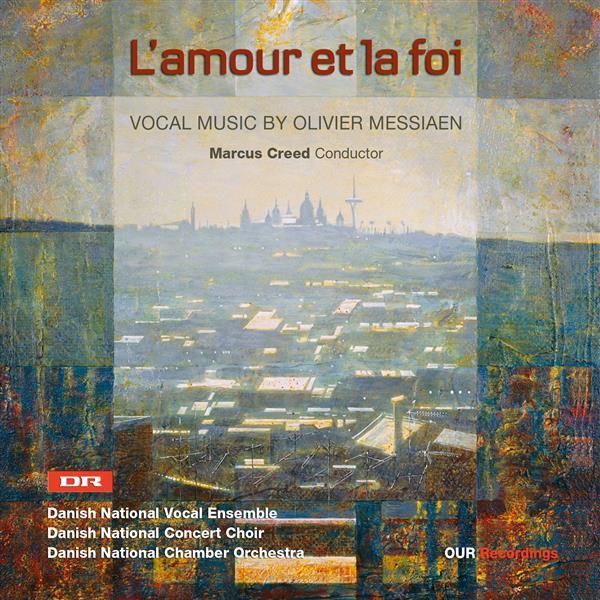 L'amour et la foi
VOCAL MUSIC BY OLIVIER MESSIAEN
Marcus Creed Conductor
DR
Danish National Vocal Ensemble
Danish National Concert Choir
Danish National Chamber Orchestra
OUR Recordings